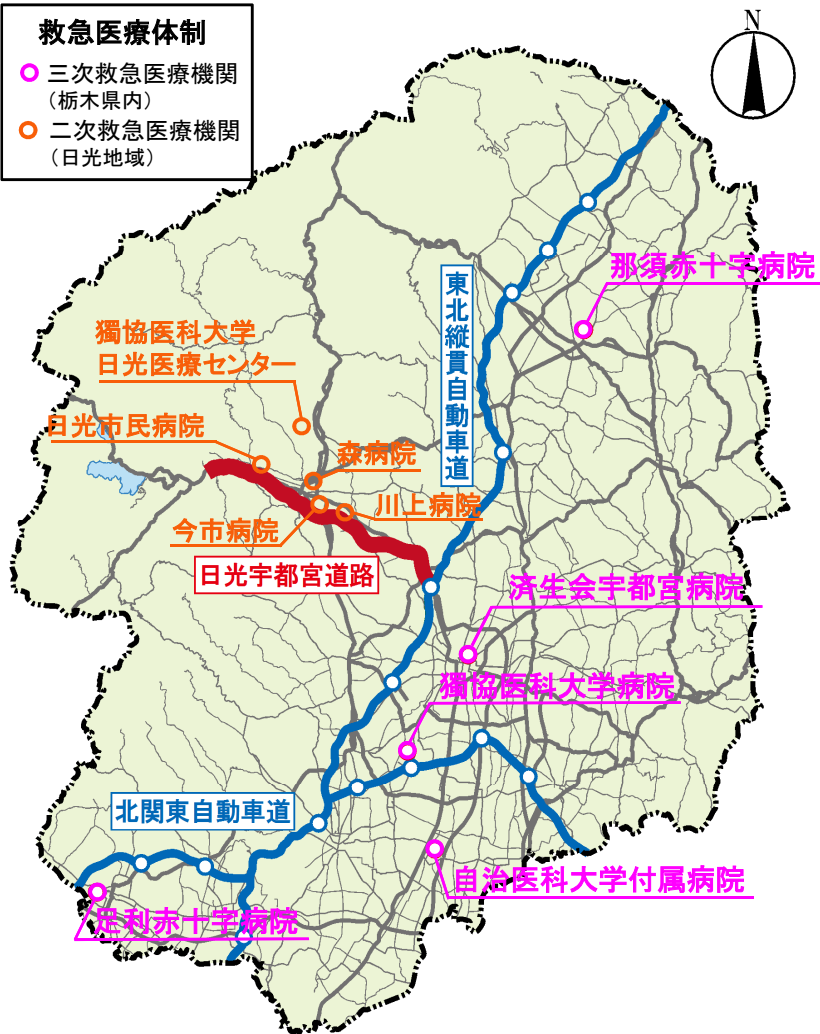 救急医療体制
三次救急医療機関
（栃木県内）
二次救急医療機関
（日光地域）
N
那須赤十字病院
東北縦貫自動車道
獨協医科大学
日光医療センター
日光市民病院
森病院
川上病院
今市病院
日光宇都宮道路
済生会宇都宮病院
獨協医科大学病院
北関東自動車道
自治医科大学付属病院
足利赤十字病院